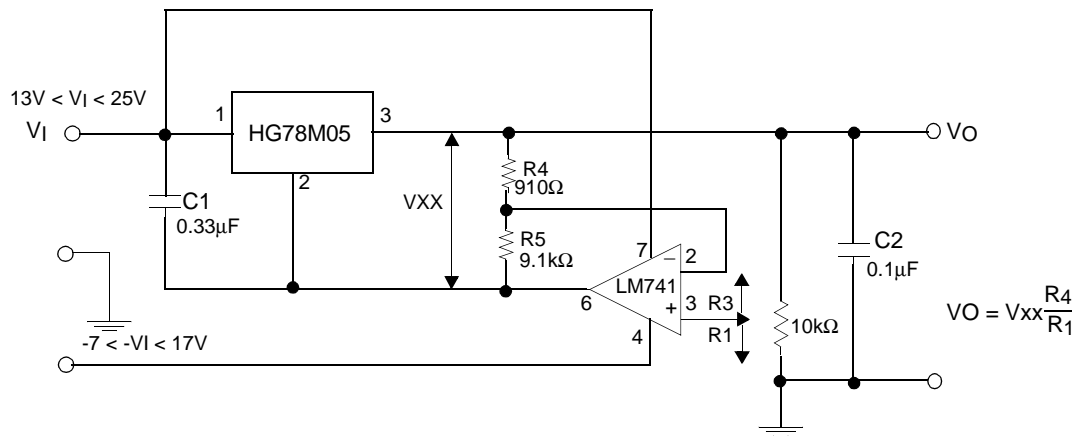 13V < VI < 25V
VI
1
HG78M05
3
2
C1
0.33μF
VXX
R4
910Ω
R5
9.1kΩ
7
−
2
LM741
6
+
3
4
R3
R1
10kΩ
C2
0.1μF
VO
-7 < -VI < 17V
VO = Vxx R4/R1